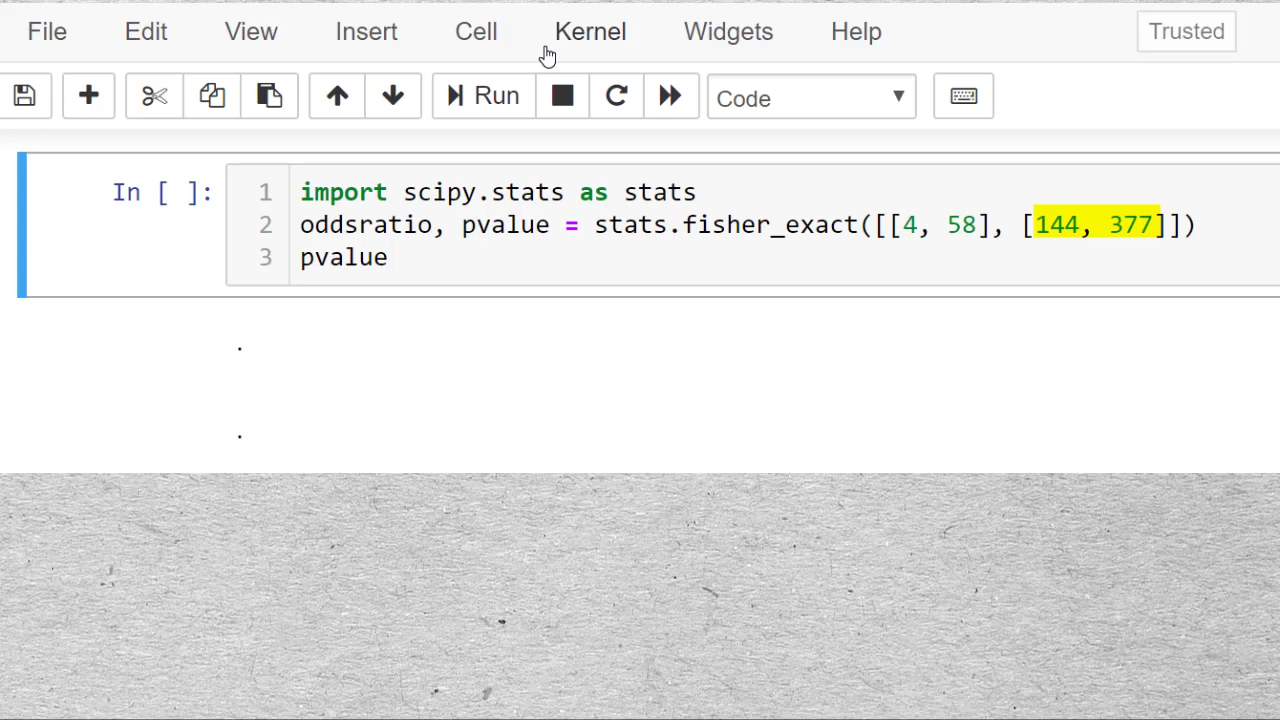 File Edit View Insert Cell Kernel Widgets Help Trusted
Run Code
In [ ]:
1 import scipy.stats as stats
2 oddsratio, pvalue = stats.fisher_exact([[4, 58], [144, 377]])
3 pvalue
.
.